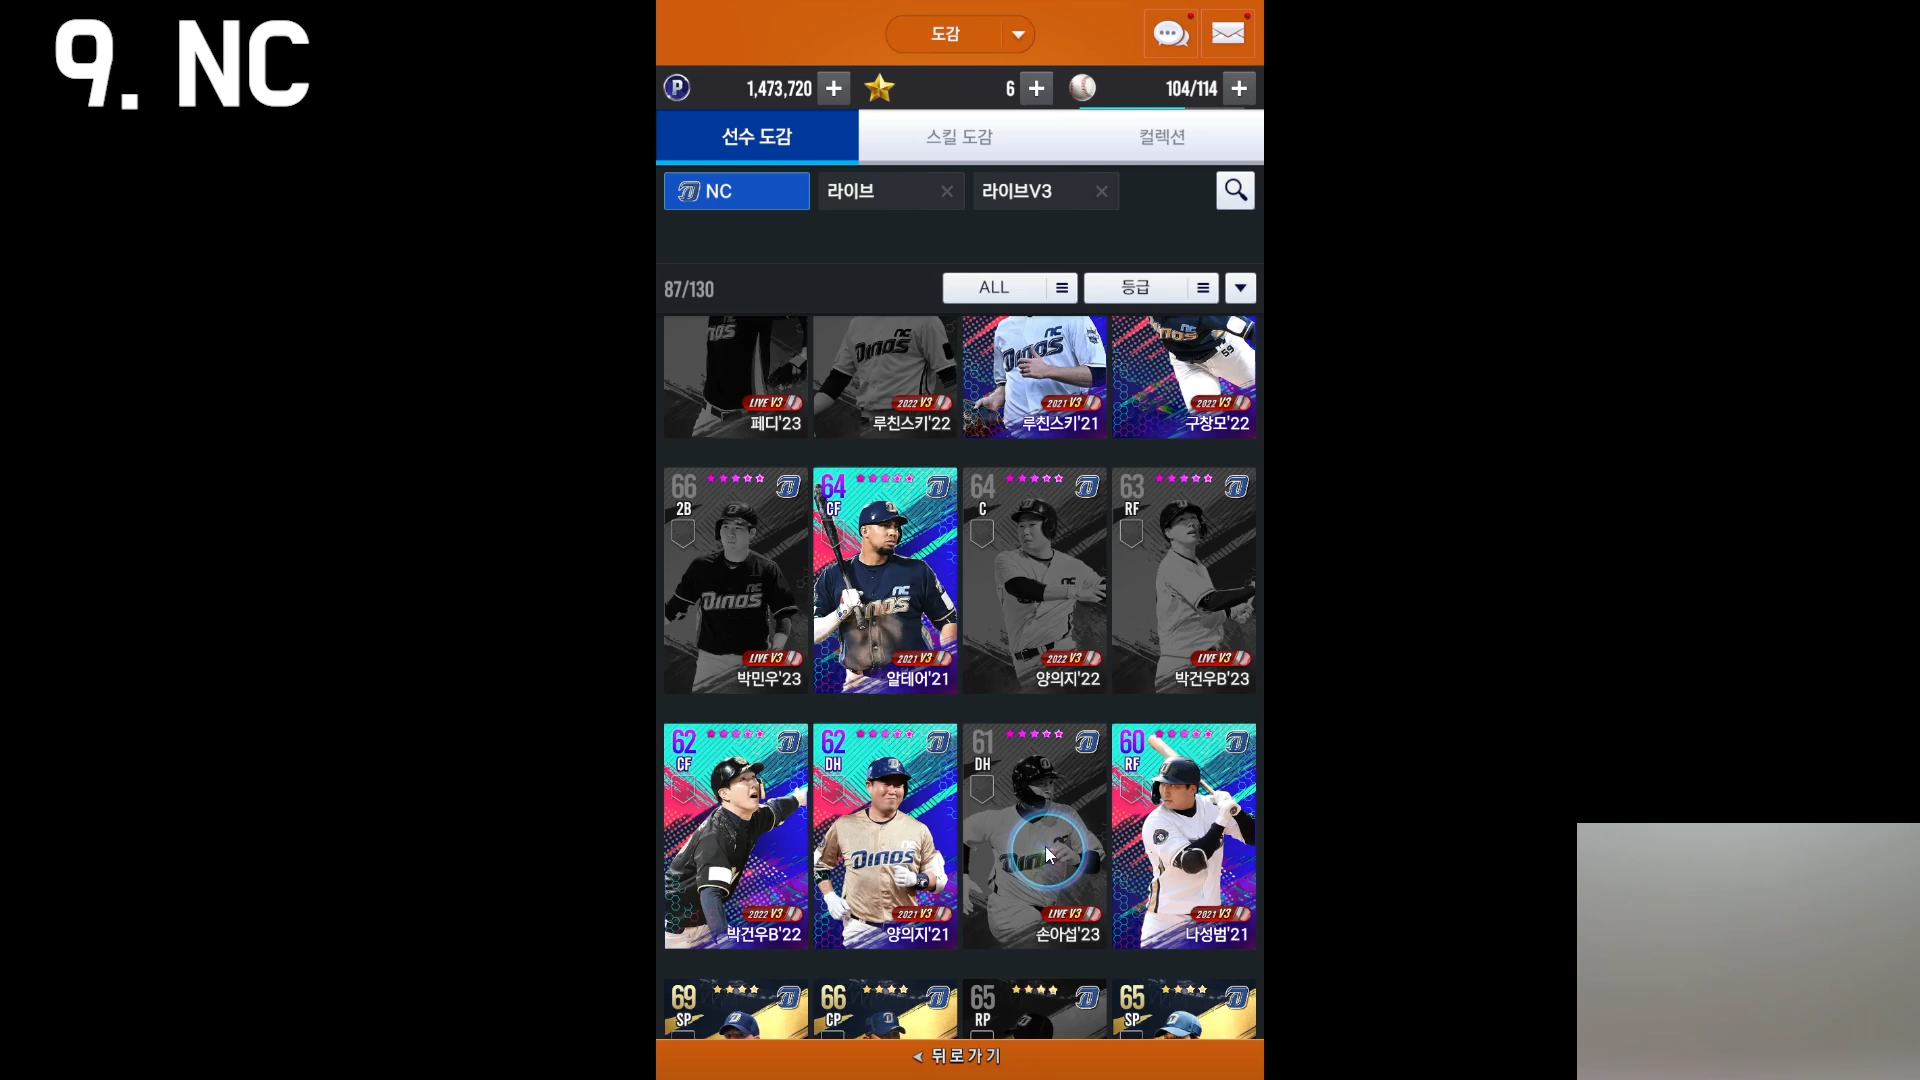 9. NC
도감
1,473,720
6
104/114
선수 도감
스킬 도감
컬렉션
NC
라이브
라이브V3
87/130
ALL
등급
LIVE V3
페디'23
2022 V3
루친스키'22
2021 V3
루친스키'21
59
2022 V3
구창모'22
66
2B
LIVE V3
박민우'23
64
CF
2021 V3
알테어'21
64
C
2022 V3
양의지'22
63
RF
LIVE V3
박건우B'23
62
CF
2022 V3
박건우B'22
62
DH
2021 V3
양의지'21
61
DH
LIVE V3
손아섭'23
60
RF
2021 V3
나성범'21
69
SP
66
CP
65
RP
65
SP
뒤로가기